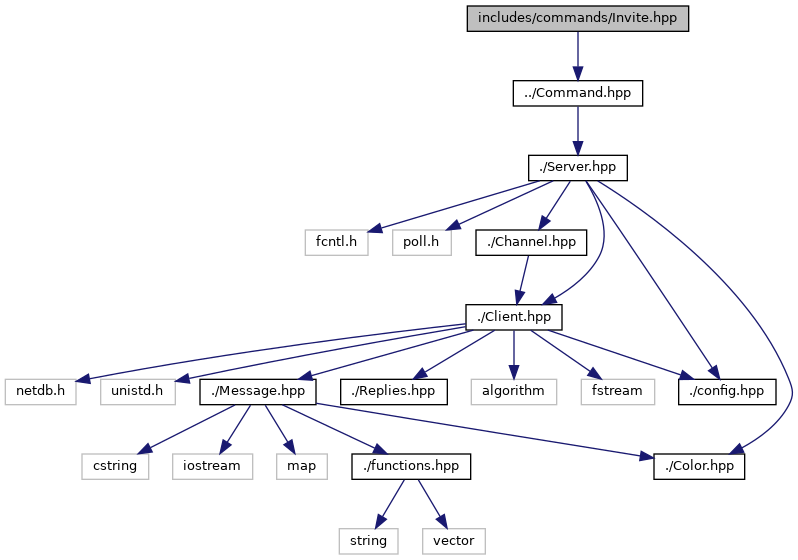 includes/commands/Invite.hpp
../Command.hpp
./Server.hpp
fcntl.h
poll.h
./Channel.hpp
./Client.hpp
netdb.h
unistd.h
./Message.hpp
./Replies.hpp
algorithm
fstream
./config.hpp
cstring
iostream
map
./functions.hpp
./Color.hpp
string
vector